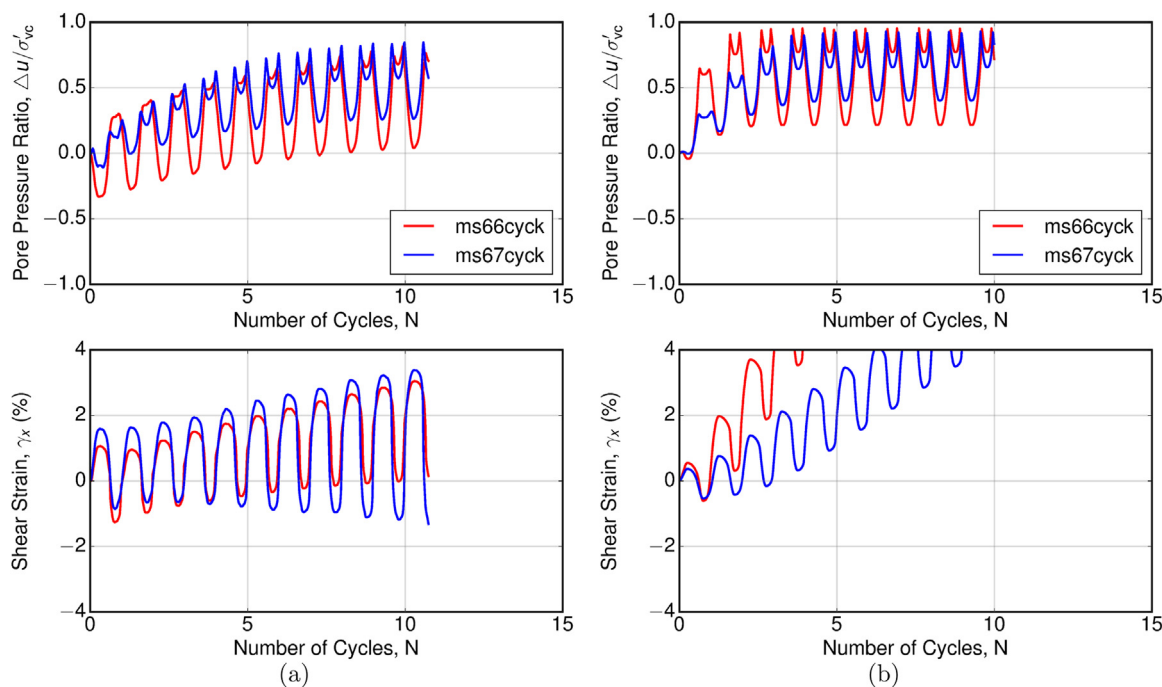 1.0
0.5
0.0
−0.5
−1.0
Pore Pressure Ratio, △u/σ′vc
ms66cyck
ms67cyck
0 5 10 15
Number of Cycles, N
4
2
0
−2
−4
Shear Strain, γx (%)
0 5 10 15
Number of Cycles, N
(a)
1.0
0.5
0.0
−0.5
−1.0
Pore Pressure Ratio, △u/σ′vc
ms66cyck
ms67cyck
0 5 10 15
Number of Cycles, N
4
2
0
−2
−4
Shear Strain, γx (%)
0 5 10 15
Number of Cycles, N
(b)